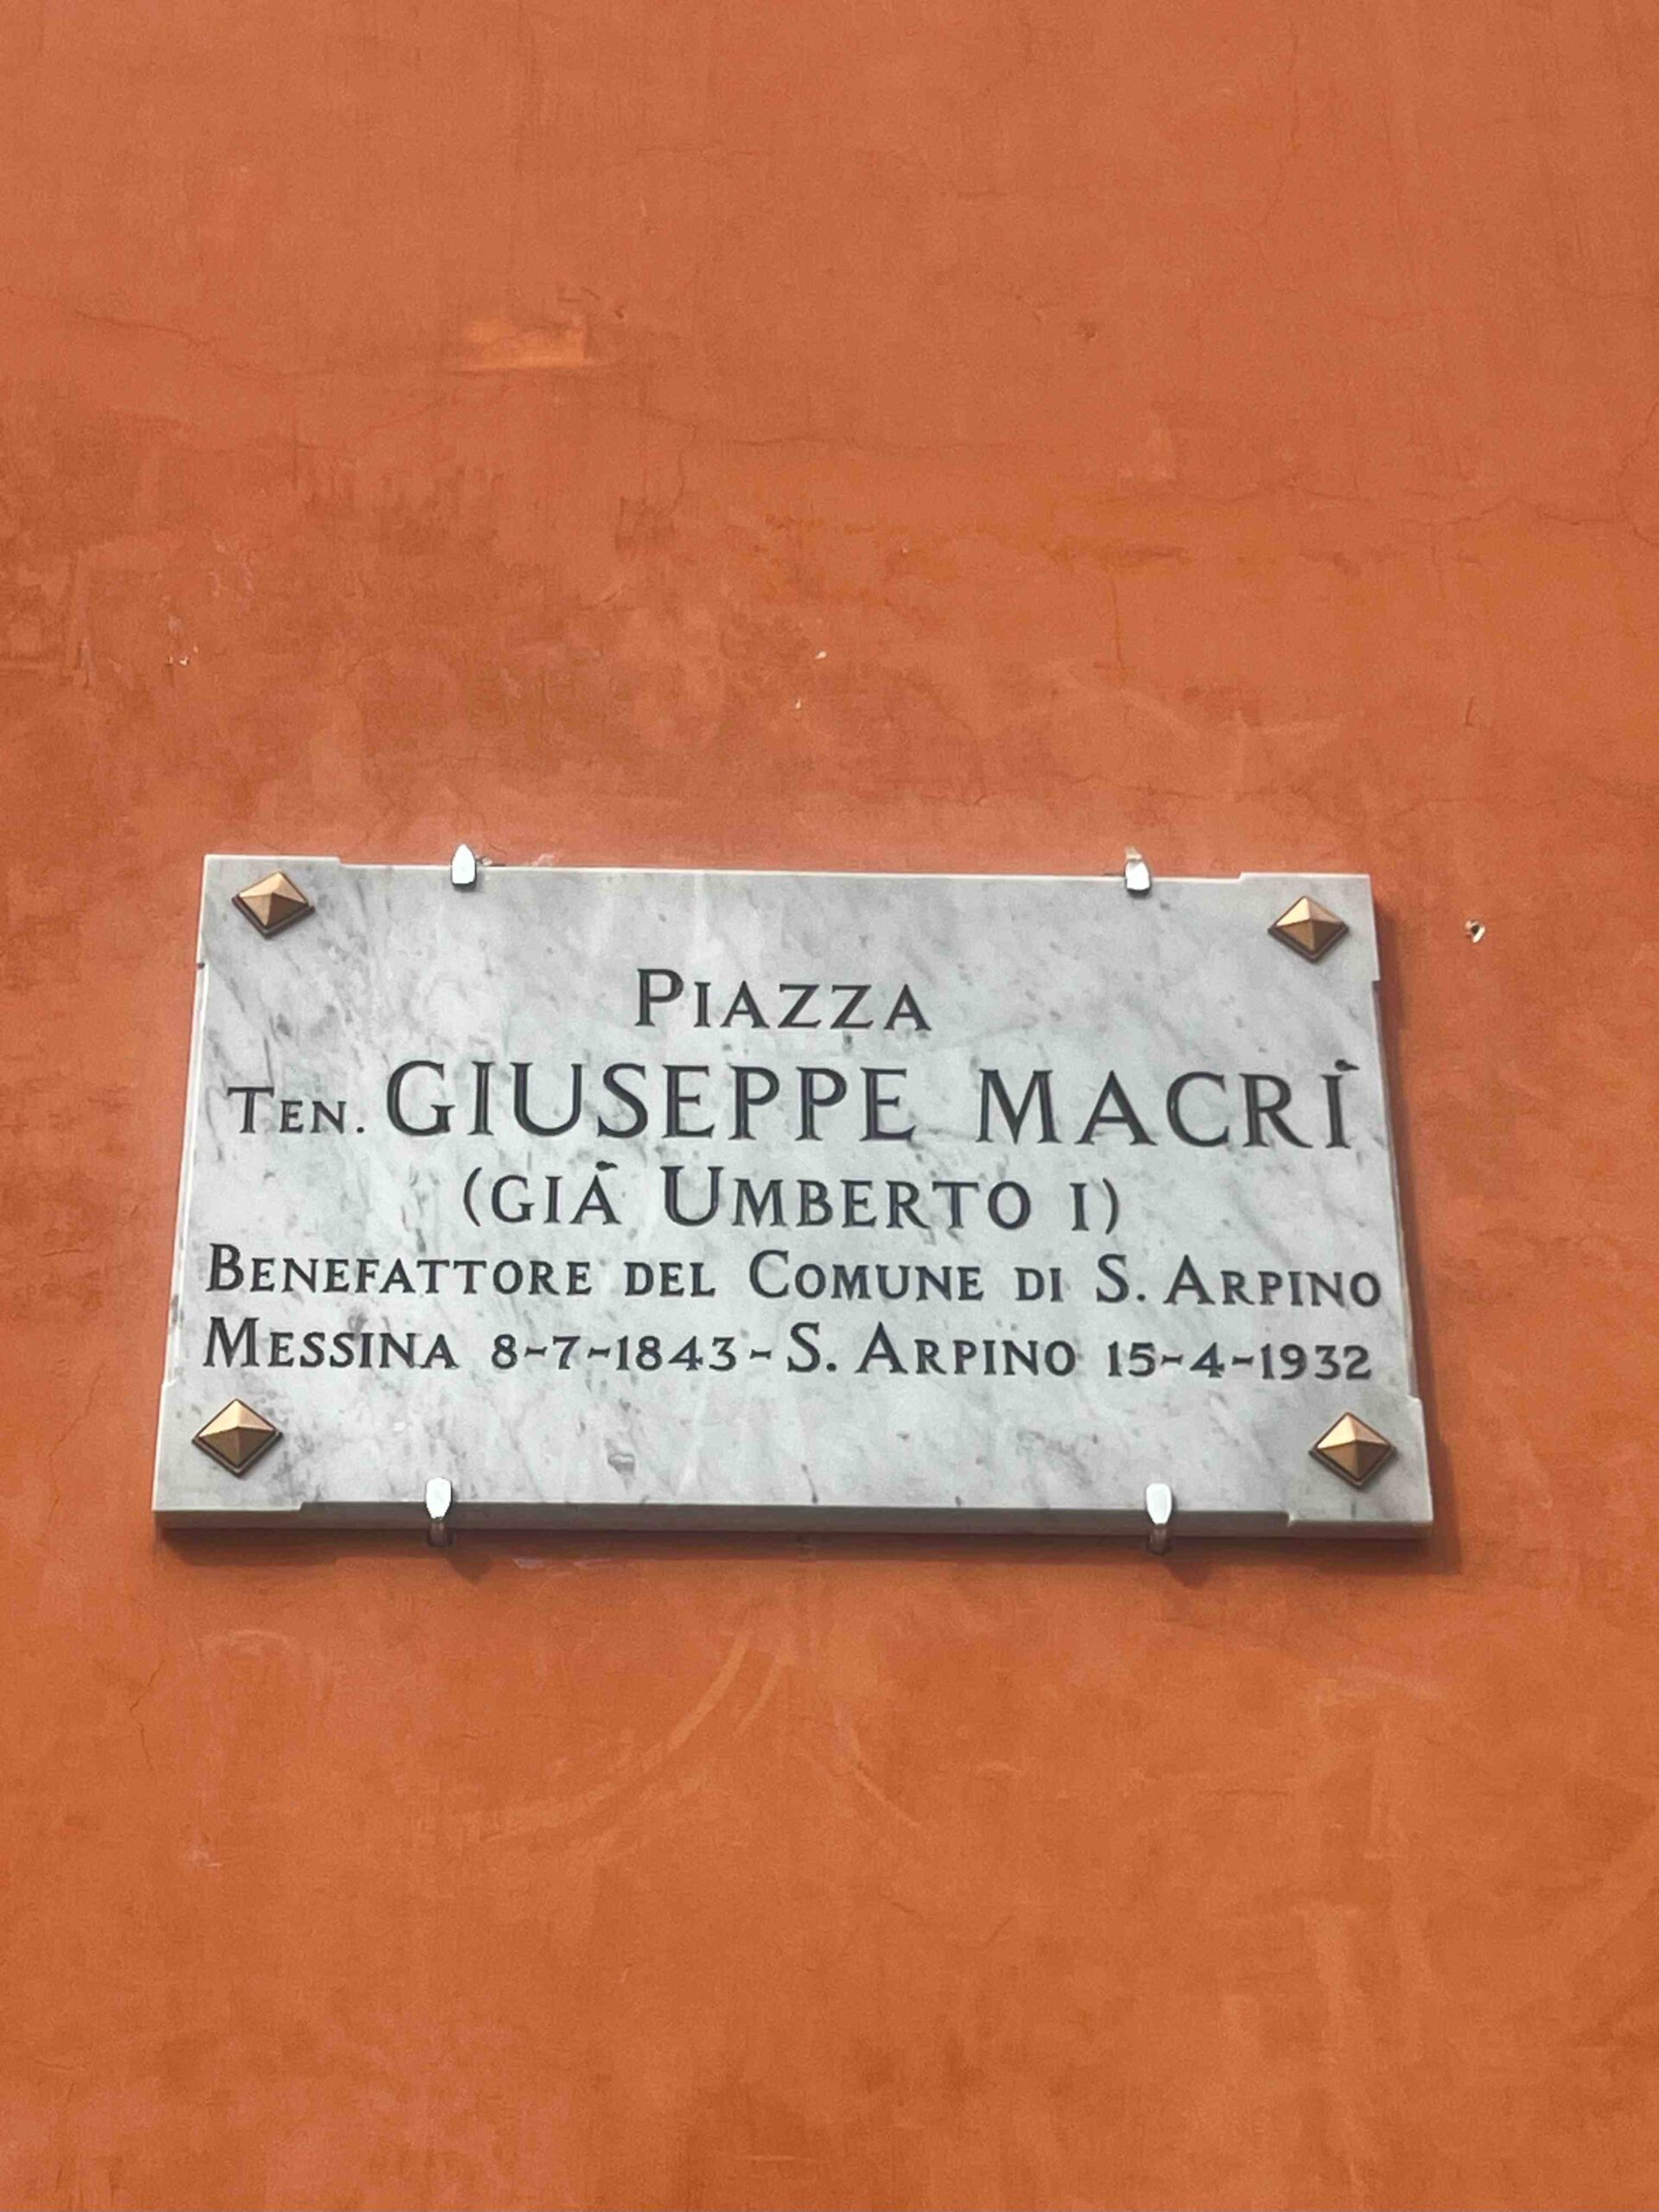 PIAZZA
TEN. GIUSEPPE MACRÌ
(GIÀ UMBERTO I)
BENEFATTORE DEL COMUNE DI S. ARPINO
MESSINA 8-7-1843-S. ARPINO 15-4-1932